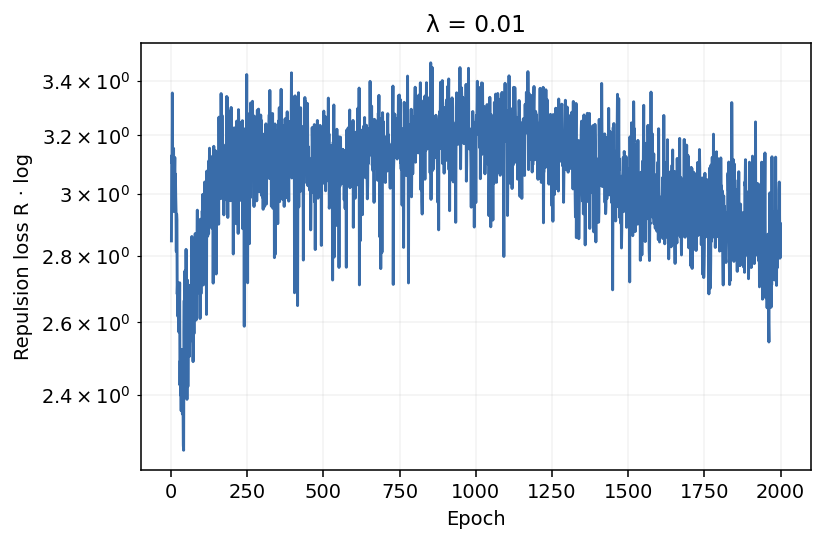 λ = 0.01
Repulsion loss R · log
3.4 × 10⁰
3.2 × 10⁰
3 × 10⁰
2.8 × 10⁰
2.6 × 10⁰
2.4 × 10⁰
0 250 500 750 1000 1250 1500 1750 2000
Epoch